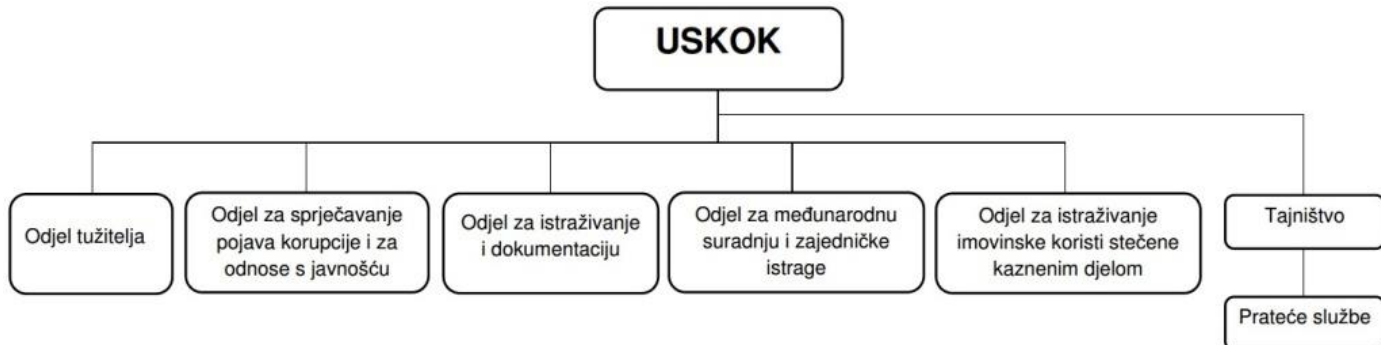 USKOK
Odjel tužitelja
Odjel za sprječavanje
pojava korupcije i za
odnose s javnošću
Odjel za istraživanje
i dokumentaciju
Odjel za međunarodnu
suradnju i zajedničke
istrage
Odjel za istraživanje
imovinske koristi stečene
kaznenim djelom
Tajništvo
Prateće službe